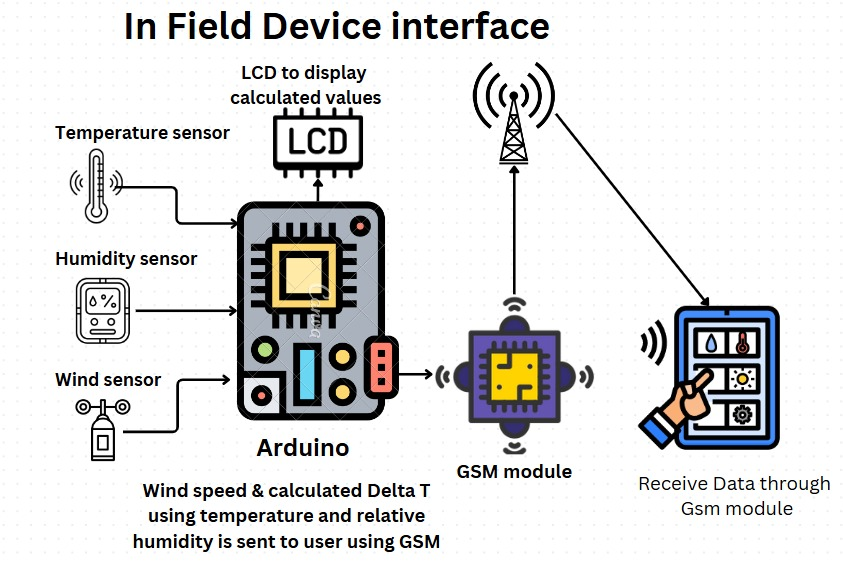 In Field Device interface
LCD to display
calculated values
LCD
Temperature sensor
Humidity sensor
%
Wind sensor
Canva
Arduino
GSM module
Wind speed & calculated Delta T
using temperature and relative
humidity is sent to user using GSM
Receive Data through
Gsm module